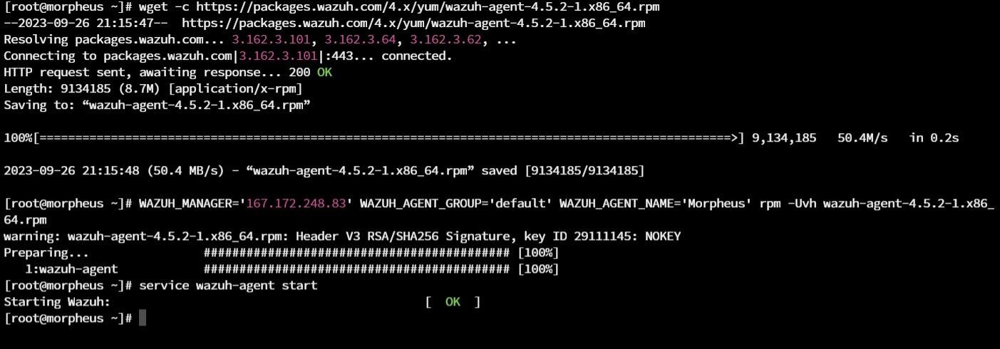 [root@morpheus ~]# wget -c https://packages.wazuh.com/4.x/yum/wazuh-agent-4.5.2-1.x86_64.rpm
--2023-09-26 21:15:47--  https://packages.wazuh.com/4.x/yum/wazuh-agent-4.5.2-1.x86_64.rpm
Resolving packages.wazuh.com... 3.162.3.101, 3.162.3.64, 3.162.3.62, ...
Connecting to packages.wazuh.com|3.162.3.101|:443... connected.
HTTP request sent, awaiting response... 200 OK
Length: 9134185 (8.7M) [application/x-rpm]
Saving to: “wazuh-agent-4.5.2-1.x86_64.rpm”
100%[=================================================================================================>] 9,134,185   50.4M/s   in 0.2s
2023-09-26 21:15:48 (50.4 MB/s) - “wazuh-agent-4.5.2-1.x86_64.rpm” saved [9134185/9134185]
[root@morpheus ~]# WAZUH_MANAGER='167.172.248.83' WAZUH_AGENT_GROUP='default' WAZUH_AGENT_NAME='Morpheus' rpm -Uvh wazuh-agent-4.5.2-1.x86_
64.rpm
warning: wazuh-agent-4.5.2-1.x86_64.rpm: Header V3 RSA/SHA256 Signature, key ID 29111145: NOKEY
Preparing...                ########################################### [100%]
   1:wazuh-agent            ########################################### [100%]
[root@morpheus ~]# service wazuh-agent start
Starting Wazuh:                                            [  OK  ]
[root@morpheus ~]#